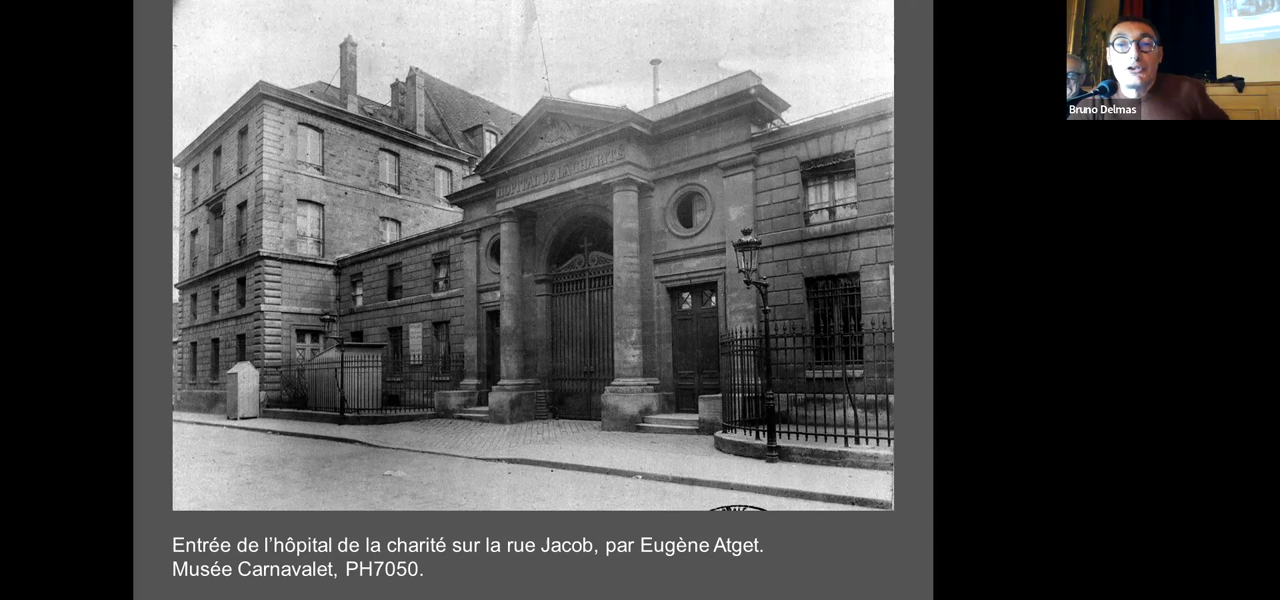 HÔPITAL DE LA CHARITÉ
Bruno Delmas
Entrée de l’hôpital de la charité sur la rue Jacob, par Eugène Atget.
Musée Carnavalet, PH7050.